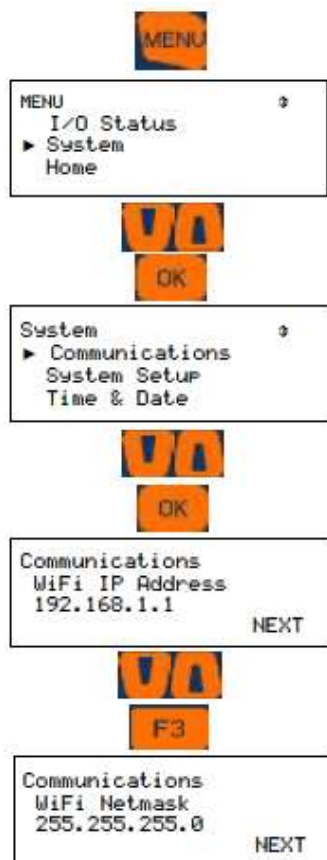 MENU
MENU
I/O Status
► System
Home
OK
System
► Communications
System Setup
Time & Date
OK
Communications
WiFi IP Address
192.168.1.1
NEXT
F3
Communications
WiFi Netmask
255.255.255.0
NEXT